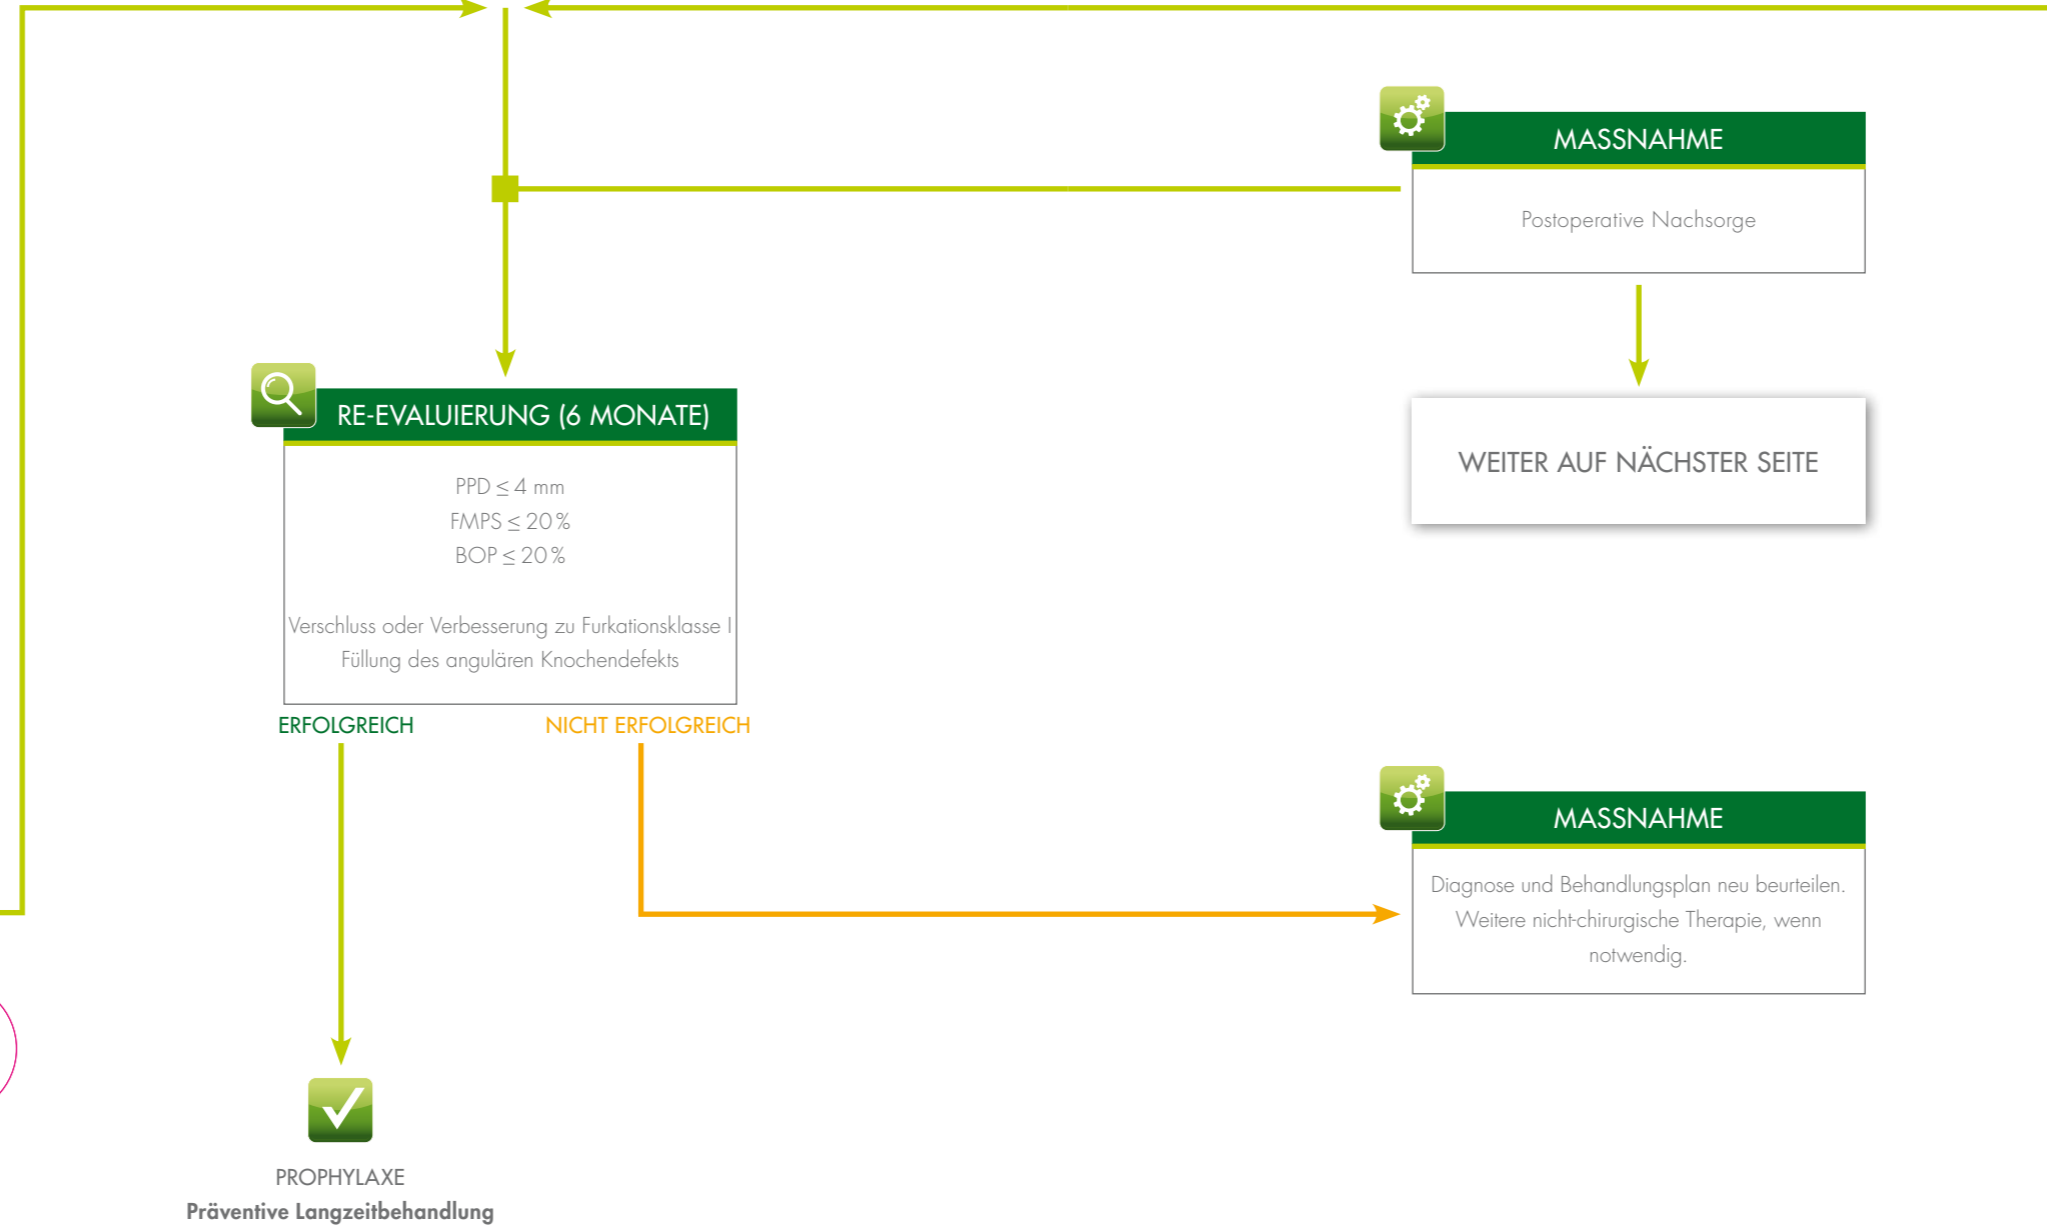 MASSNAHME
Postoperative Nachsorge
WEITER AUF NÄCHSTER SEITE
RE-EVALUIERUNG (6 MONATE)
PPD ≤ 4 mm
FMPS ≤ 20 %
BOP ≤ 20 %
Verschluss oder Verbesserung zu Furkationsklasse I
Füllung des angulären Knochendefekts
ERFOLGREICH
NICHT ERFOLGREICH
MASSNAHME
Diagnose und Behandlungsplan neu beurteilen.
Weitere nicht-chirurgische Therapie, wenn
notwendig.
PROPHYLAXE
Präventive Langzeitbehandlung